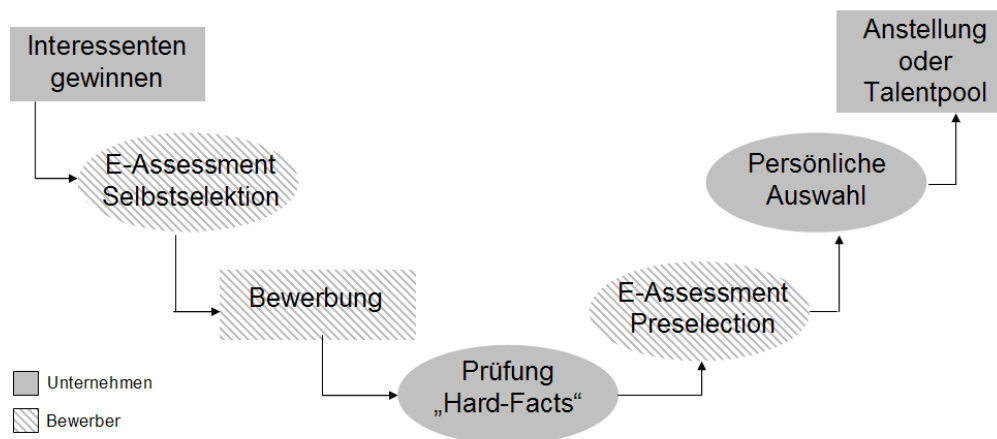 Interessenten
gewinnen
E-Assessment
Selbstselektion
Bewerbung
Prüfung
„Hard-Facts“
E-Assessment
Preselection
Persönliche
Auswahl
Anstellung
oder
Talentpool
Unternehmen
Bewerber